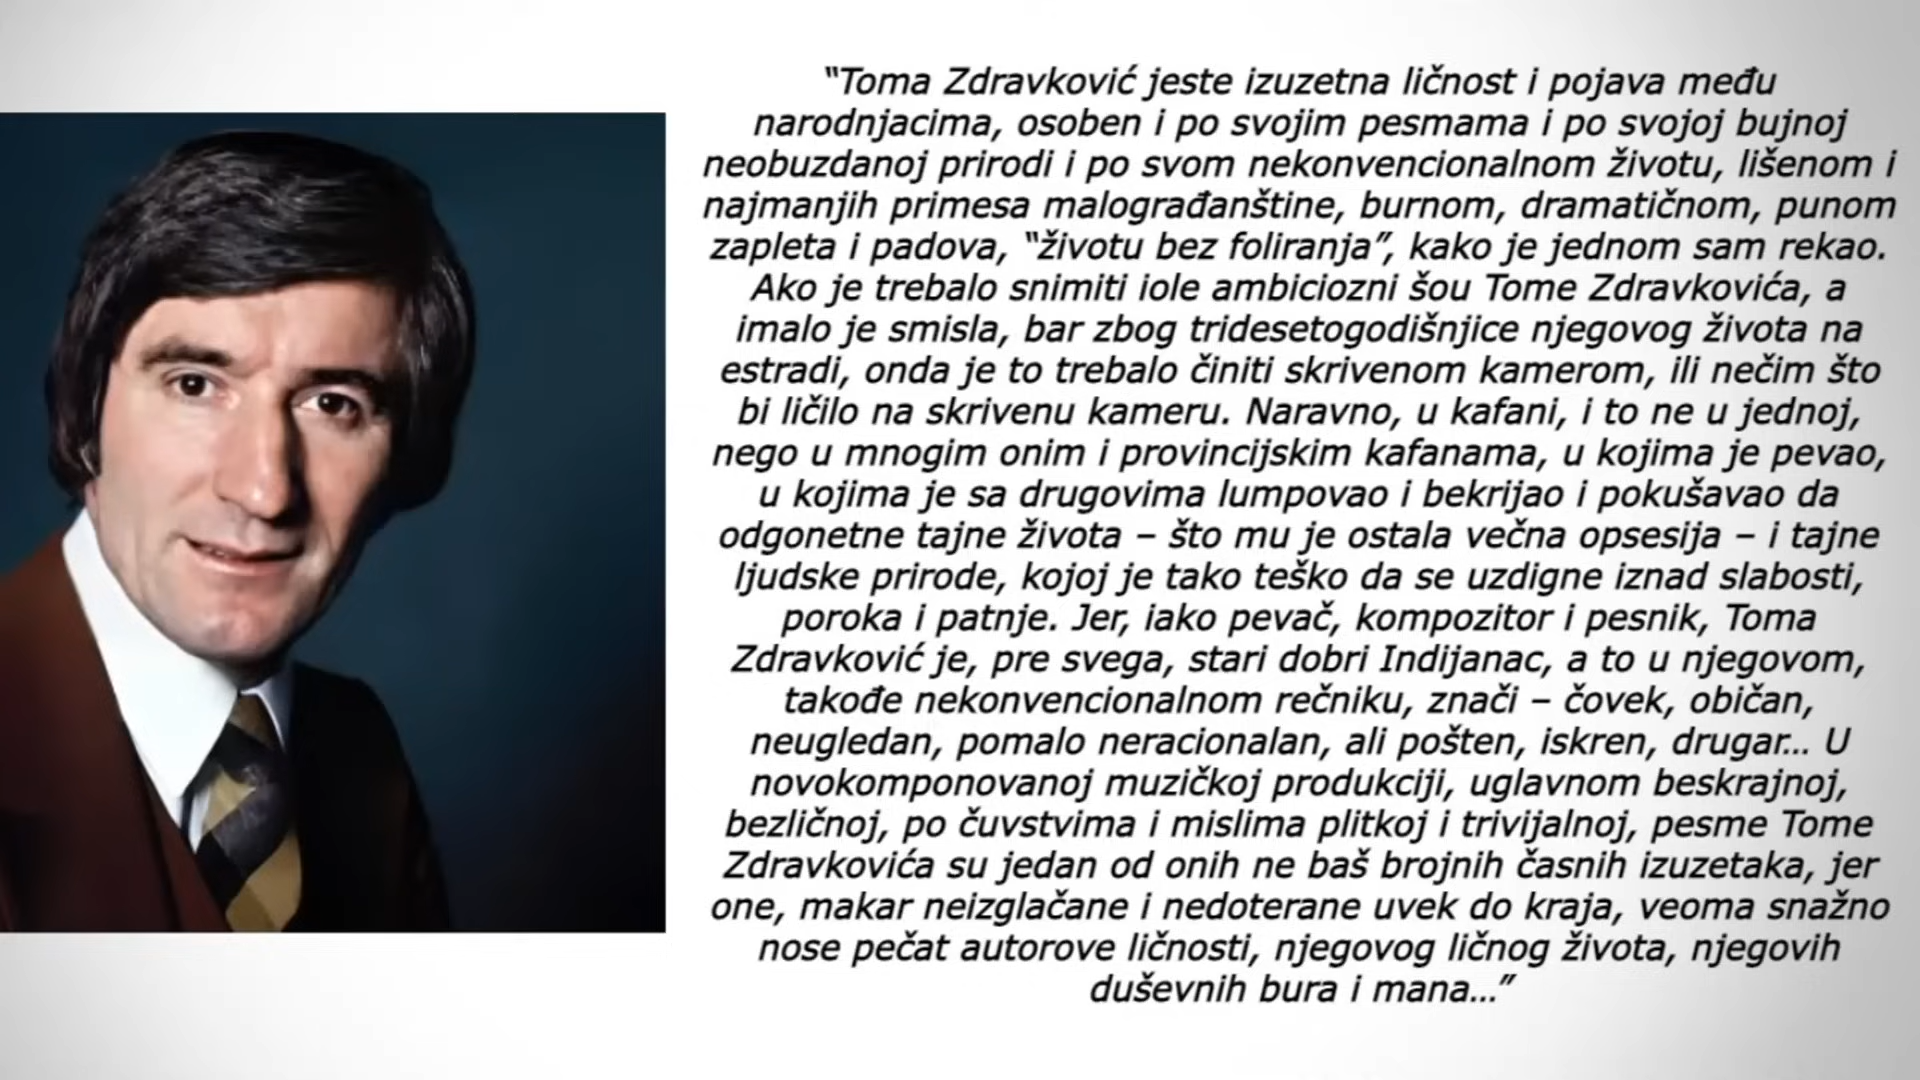 “Toma Zdravković jeste izuzetna ličnost i pojava među
narodnjacima, osoben i po svojim pesmama i po svojoj bujnoj
neobuzdanoj prirodi i po svom nekonvencionalnom životu, lišenom i
najmanjih primesa malograđanštine, burnom, dramatičnom, punom
zapleta i padova, “životu bez foliranja”, kako je jednom sam rekao.
Ako je trebalo snimiti iole ambiciozni šou Tome Zdravkovića, a
imalo je smisla, bar zbog tridesetogodišnjice njegovog života na
estradi, onda je to trebalo činiti skrivenom kamerom, ili nečim što
bi ličilo na skrivenu kameru. Naravno, u kafani, i to ne u jednoj,
nego u mnogim onim i provincijskim kafanama, u kojima je pevao,
u kojima je sa drugovima lumpovao i bekrijao i pokušavao da
odgonetne tajne života – što mu je ostala večna opsesija – i tajne
ljudske prirode, kojoj je tako teško da se uzdigne iznad slabosti,
poroka i patnje. Jer, iako pevač, kompozitor i pesnik, Toma
Zdravković je, pre svega, stari dobri Indijanac, a to u njegovom,
takođe nekonvencionalnom rečniku, znači – čovek, običan,
neugledan, pomalo neracionalan, ali pošten, iskren, drugar… U
novokomponovanoj muzičkoj produkciji, uglavnom beskrajnoj,
bezličnoj, po čuvstvima i mislima plitkoj i trivijalnoj, pesme Tome
Zdravkovića su jedan od onih ne baš brojnih časnih izuzetaka, jer
one, makar neizglačane i nedoterane uvek do kraja, veoma snažno
nose pečat autorove ličnosti, njegovog ličnog života, njegovih
duševnih bura i mana…”